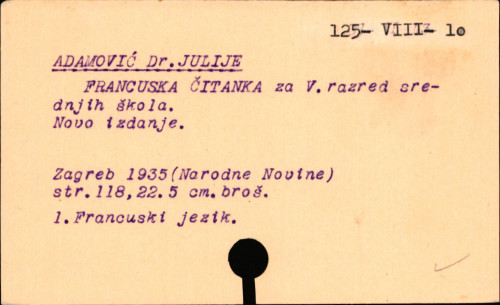 125- VIII- 10
ADAMOVIĆ Dr.JULIJE
FRANCUSKA ČITANKA za V.razred sre-
dnjih škola.
Novo izdanje.
Zagreb 1935(Narodne Novine)
str.118,22.5 cm.broš.
1.Francuski jezik.